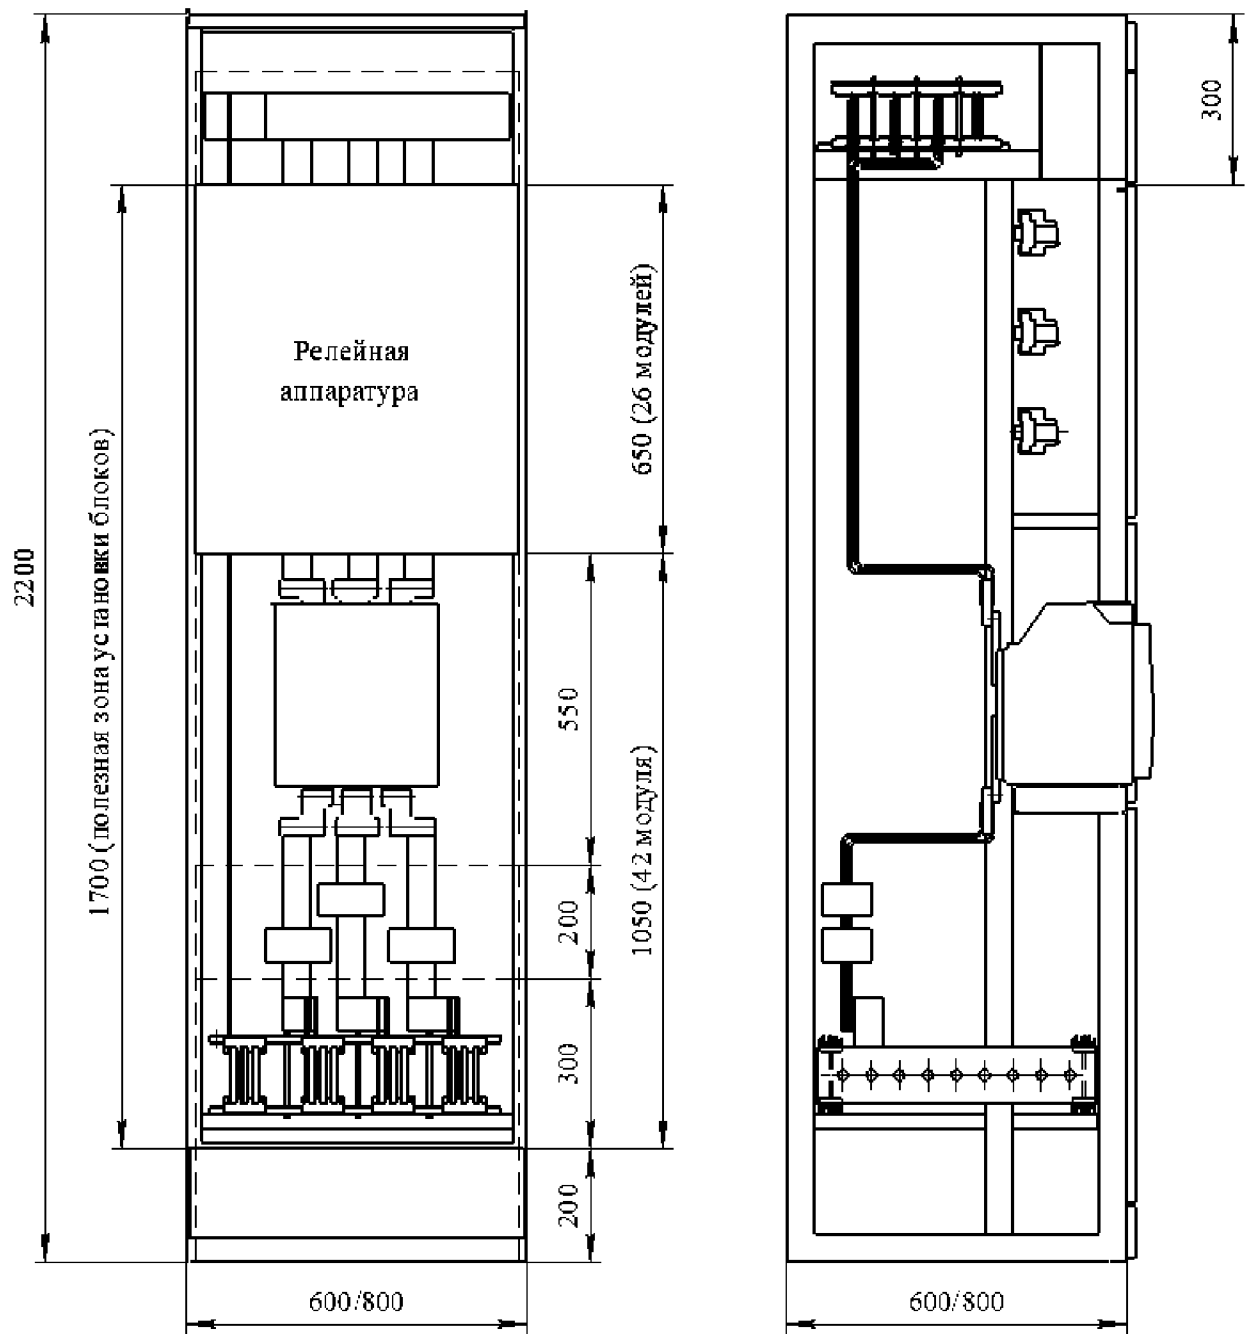 300
Релейная
аппаратура
650 (26 модулей)
1700 (полезная зона установки блоков)
2200
550
1050 (42 модуля)
200
300
200
600/800
600/800